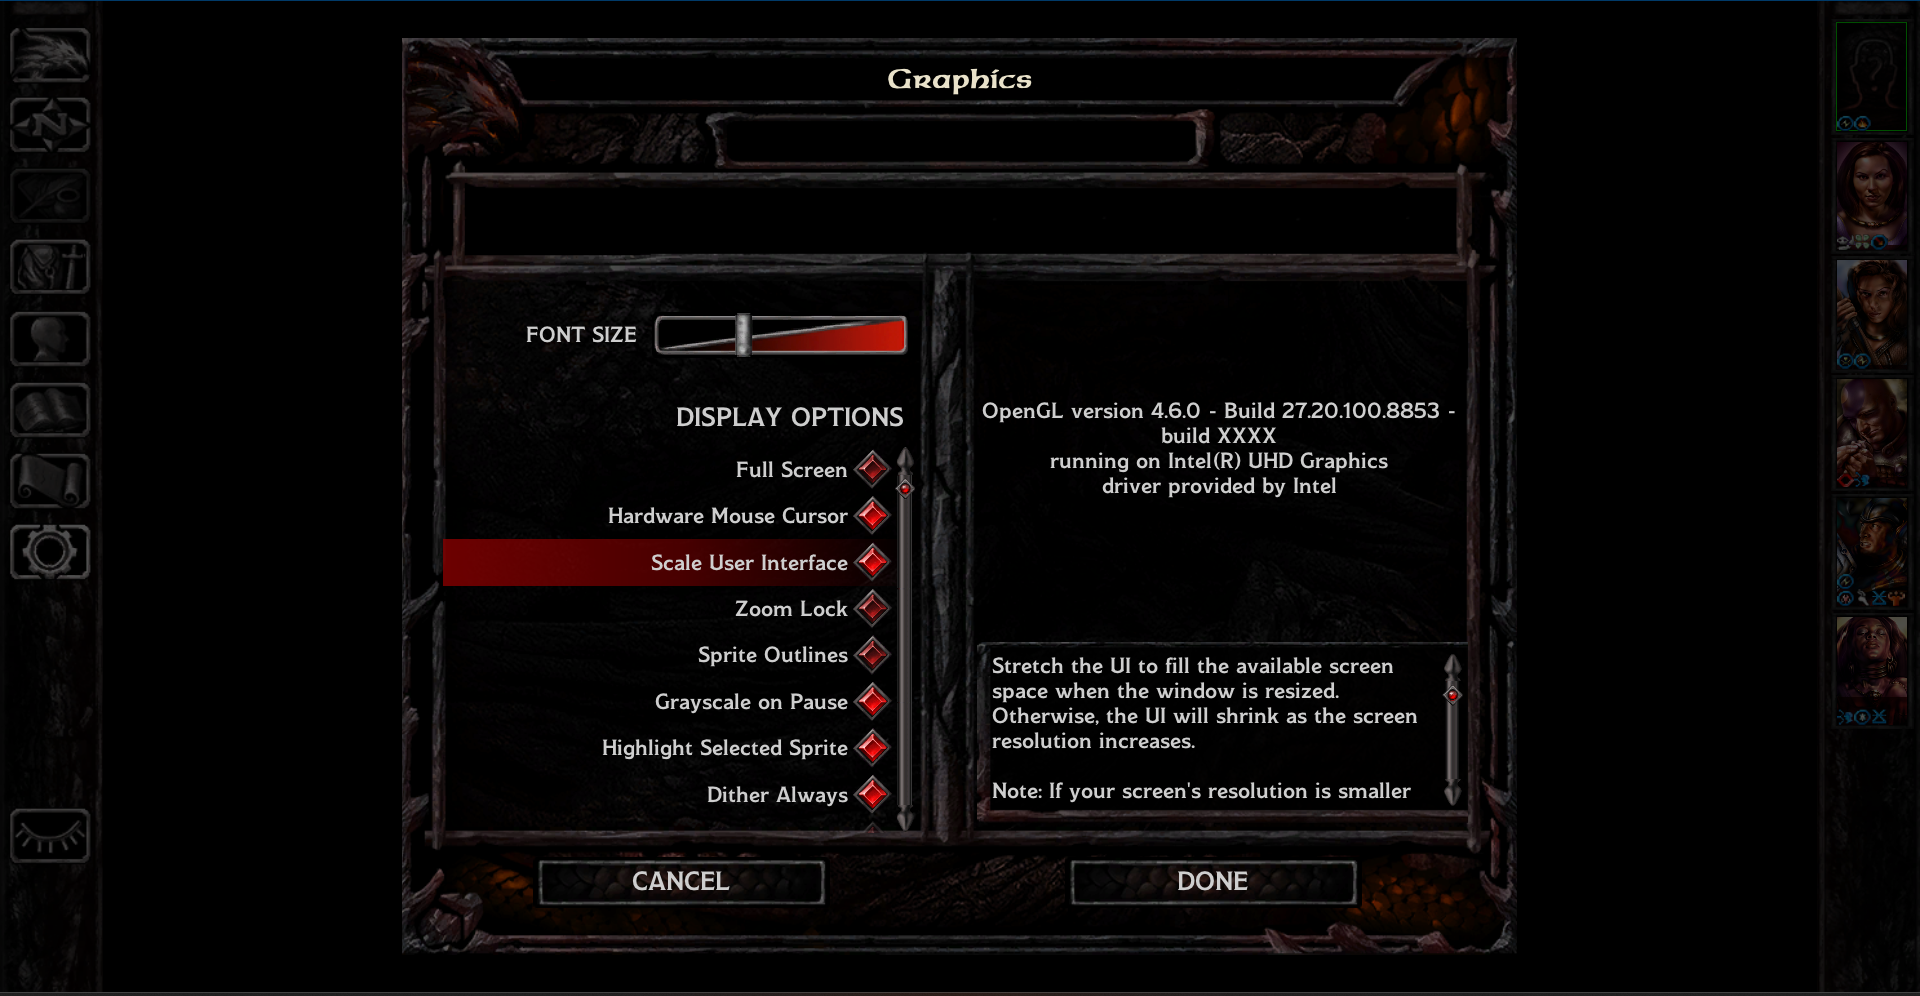 Graphics
FONT SIZE
DISPLAY OPTIONS
Full Screen
Hardware Mouse Cursor
Scale User Interface
Zoom Lock
Sprite Outlines
Grayscale on Pause
Highlight Selected Sprite
Dither Always
OpenGL version 4.6.0 - Build 27.20.100.8853 -
build XXXX
running on Intel(R) UHD Graphics
driver provided by Intel
Stretch the UI to fill the available screen
space when the window is resized.
Otherwise, the UI will shrink as the screen
resolution increases.
Note: If your screen's resolution is smaller
CANCEL
DONE
N
?